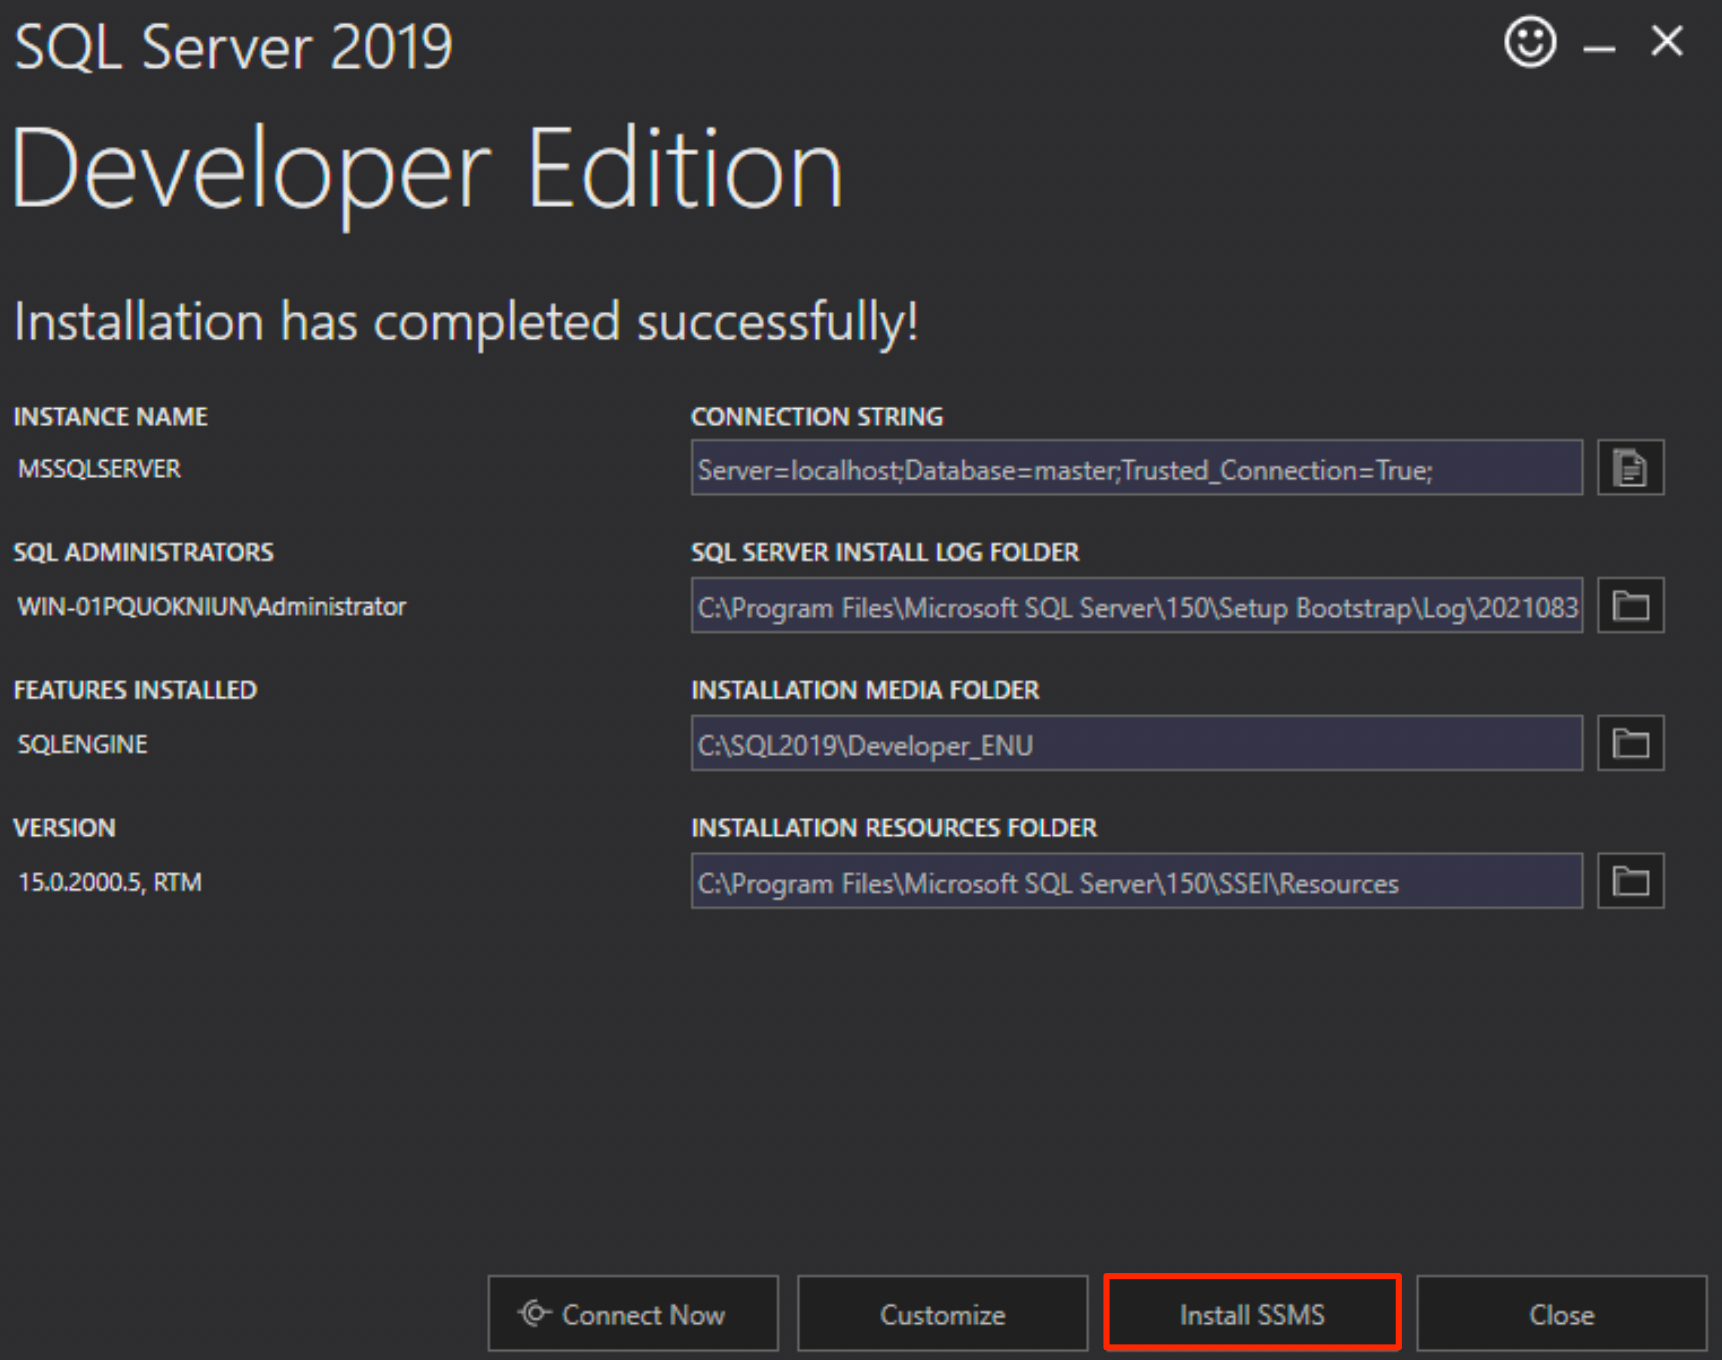 SQL Server 2019
Developer Edition
Installation has completed successfully!
INSTANCE NAME
MSSQLSERVER
CONNECTION STRING
Server=localhost;Database=master;Trusted_Connection=True;
SQL ADMINISTRATORS
WIN-01PQUOKNIUN\Administrator
SQL SERVER INSTALL LOG FOLDER
C:\Program Files\Microsoft SQL Server\150\Setup Bootstrap\Log\2021083
FEATURES INSTALLED
SQLENGINE
INSTALLATION MEDIA FOLDER
C:\SQL2019\Developer_ENU
VERSION
15.0.2000.5, RTM
INSTALLATION RESOURCES FOLDER
C:\Program Files\Microsoft SQL Server\150\SSEI\Resources
Connect Now
Customize
Install SSMS
Close